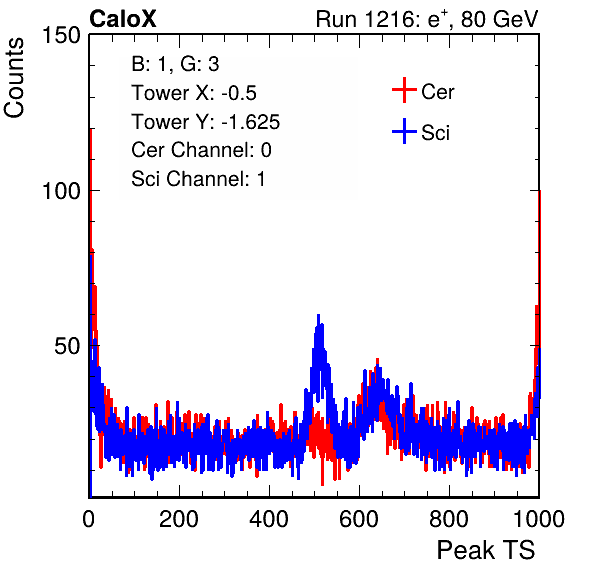 CaloX Run 1216: e⁺, 80 GeV
Counts
150
100
50
B: 1, G: 3
Tower X: -0.5
Tower Y: -1.625
Cer Channel: 0
Sci Channel: 1
Cer
Sci
0 200 400 600 800 1000
Peak TS